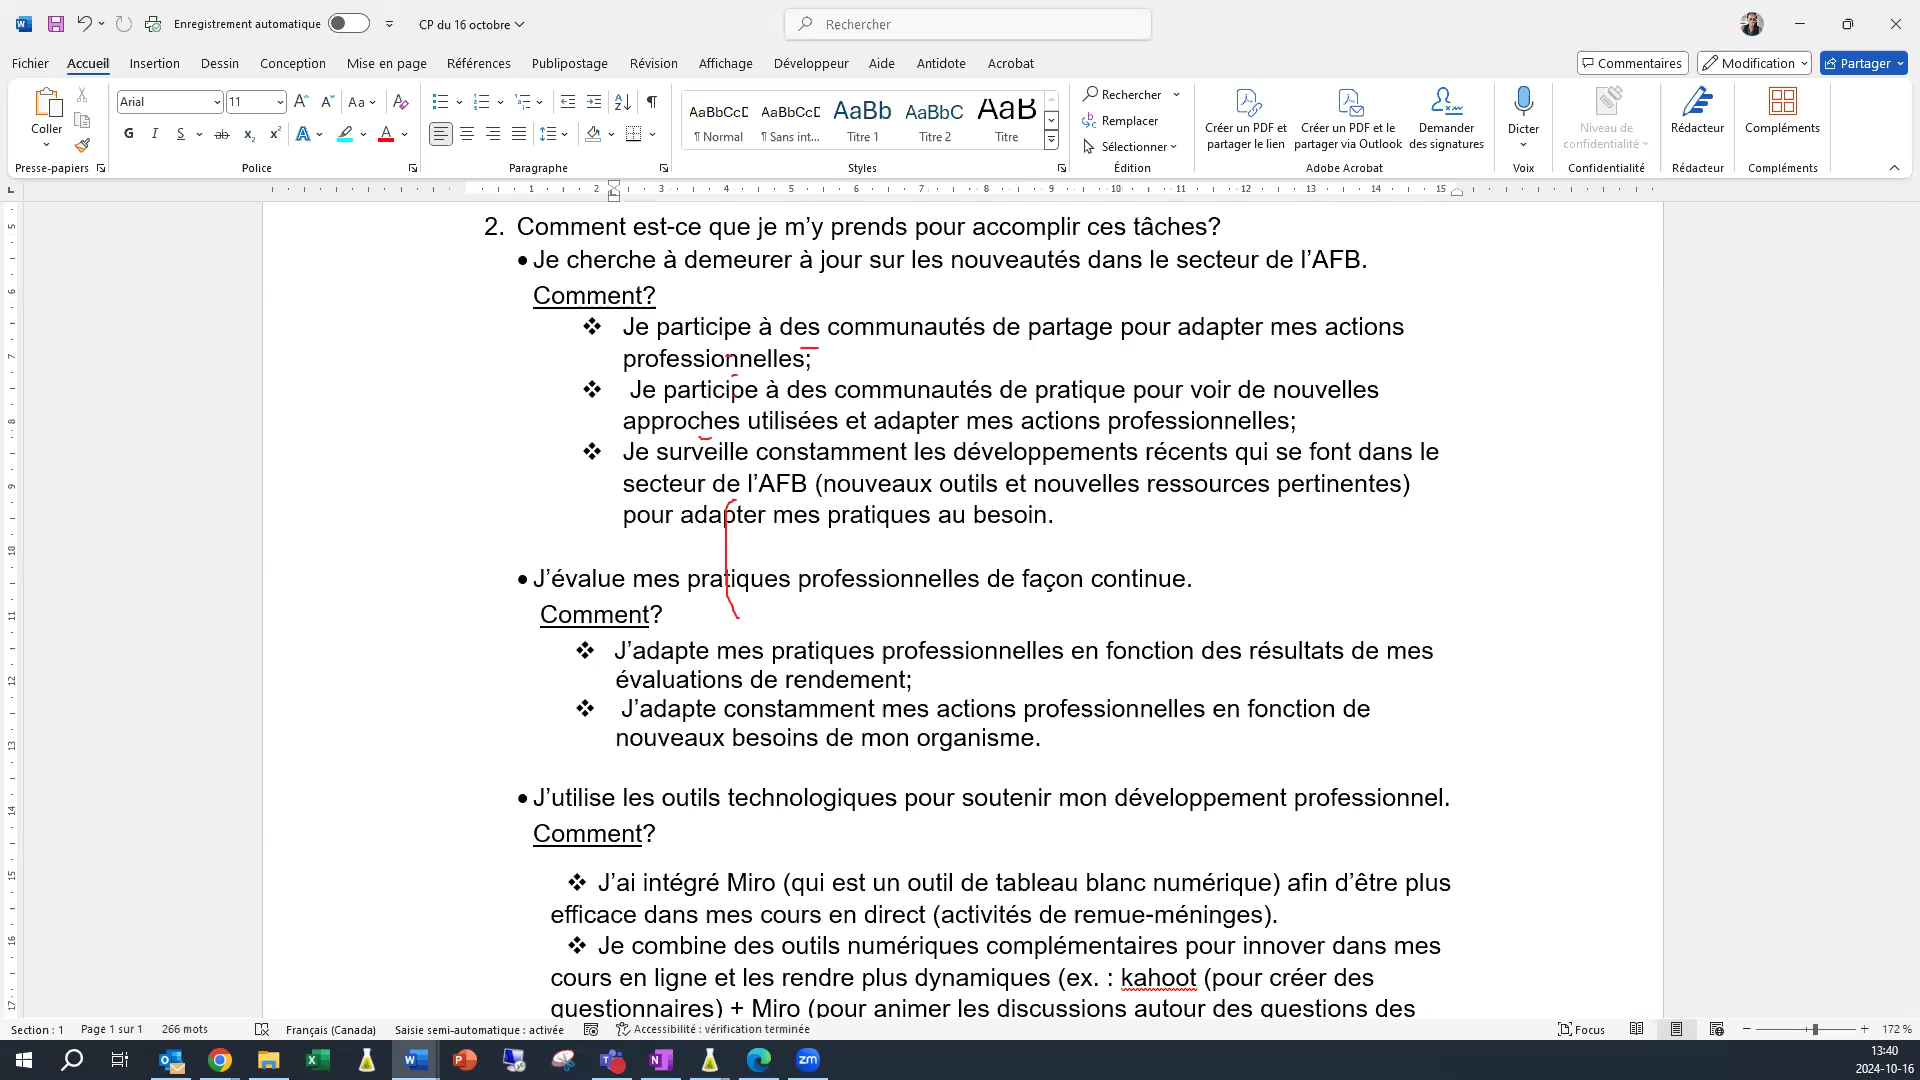 Enregistrement automatique
CP du 16 octobre
Rechercher
Fichier Accueil Insertion Dessin Conception Mise en page Références Publipostage Révision Affichage Développeur Aide Antidote Acrobat
Commentaires Modification Partager
Coller
Presse-papiers
Arial 11
Police
Paragraphe
AaBbCcD AaBbCcD AaBb AaBbC AaB
¶ Normal ¶ Sans int... Titre 1 Titre 2 Titre
Styles
Rechercher
Remplacer
Sélectionner
Édition
Créer un PDF et partager le lien
Créer un PDF et le partager via Outlook
Demander des signatures
Adobe Acrobat
Dicter
Voix
Niveau de confidentialité
Confidentialité
Rédacteur
Rédacteur
Compléments
Compléments
2. Comment est-ce que je m’y prends pour accomplir ces tâches?
• Je cherche à demeurer à jour sur les nouveautés dans le secteur de l’AFB.
Comment?
❖ Je participe à des communautés de partage pour adapter mes actions
professionnelles;
❖ Je participe à des communautés de pratique pour voir de nouvelles
approches utilisées et adapter mes actions professionnelles;
❖ Je surveille constamment les développements récents qui se font dans le
secteur de l’AFB (nouveaux outils et nouvelles ressources pertinentes)
pour adapter mes pratiques au besoin.
• J’évalue mes pratiques professionnelles de façon continue.
Comment?
❖ J’adapte mes pratiques professionnelles en fonction des résultats de mes
évaluations de rendement;
❖ J’adapte constamment mes actions professionnelles en fonction de
nouveaux besoins de mon organisme.
• J’utilise les outils technologiques pour soutenir mon développement professionnel.
Comment?
❖ J’ai intégré Miro (qui est un outil de tableau blanc numérique) afin d’être plus
efficace dans mes cours en direct (activités de remue-méninges).
❖ Je combine des outils numériques complémentaires pour innover dans mes
cours en ligne et les rendre plus dynamiques (ex. : kahoot (pour créer des
questionnaires) + Miro (pour animer les discussions autour des questions des
Section : 1 Page 1 sur 1 266 mots Français (Canada) Saisie semi-automatique : activée Accessibilité : vérification terminée Focus 172 %
13:40
2024-10-16